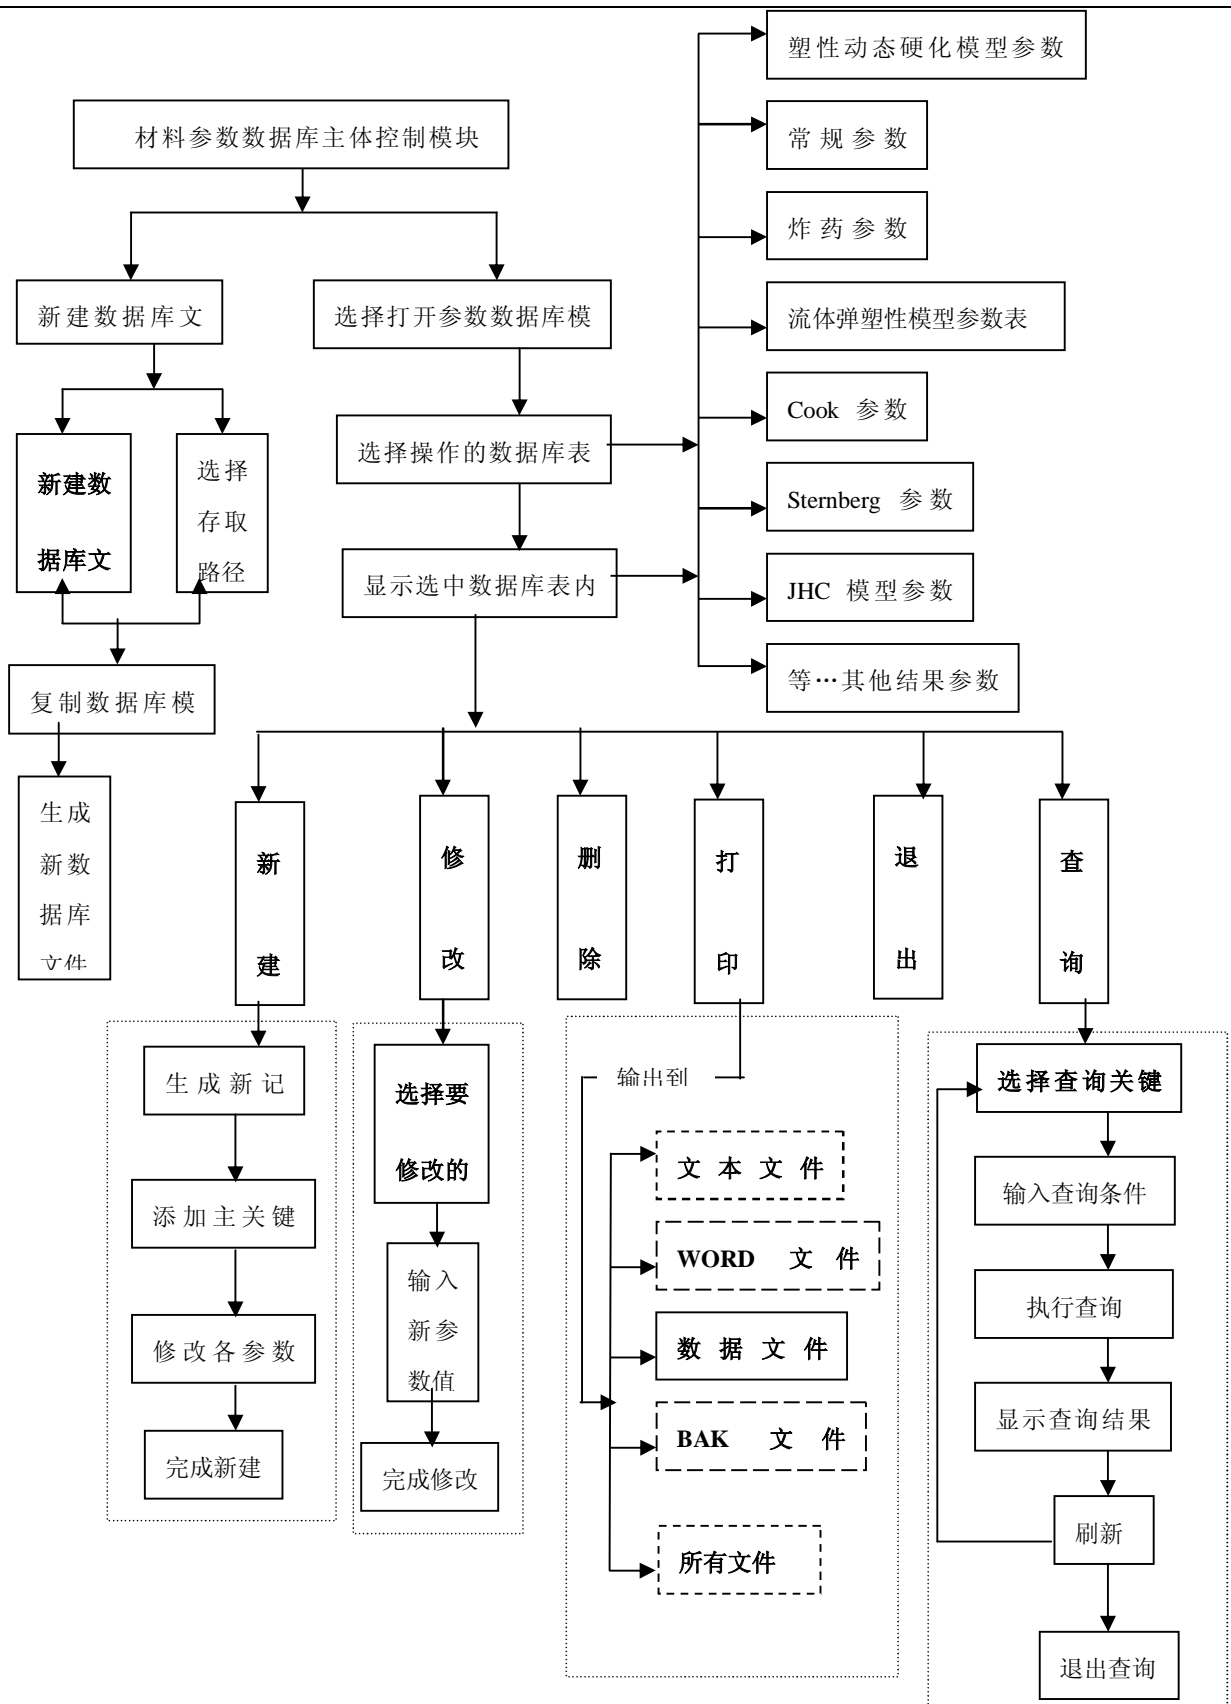 塑性动态硬化模型参数
材料参数数据库主体控制模块
常规参数
炸药参数
新建数据库文
选择打开参数数据库模
流体弹塑性模型参数表
Cook 参数
选择操作的数据库表
新建数
据库文
选择
存取
路径
Sternberg 参数
显示选中数据库表内
JHC 模型参数
复制数据库模
等…其他结果参数
生成
新数
据库
文件
新
建
修
改
删
除
打
印
退
出
查
询
生成新记
添加主关键
修改各参数
完成新建
选择要
修改的
输入
新参
数值
完成修改
输出到
文本文件
WORD 文件
数据文件
BAK 文件
所有文件
选择查询关键
输入查询条件
执行查询
显示查询结果
刷新
退出查询